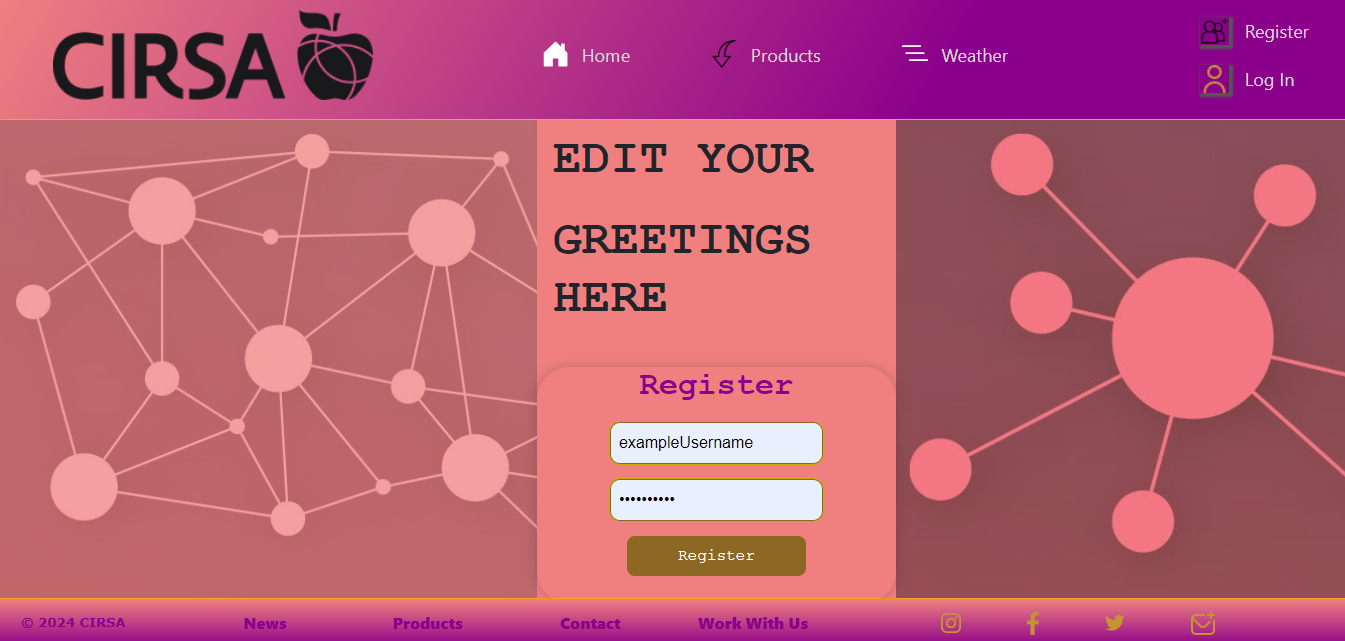 CIRSA
Home
Products
Weather
Register
Log In
EDIT YOUR
GREETINGS
HERE
Register
exampleUsername
••••••••••
Register
© 2024 CIRSA
News
Products
Contact
Work With Us